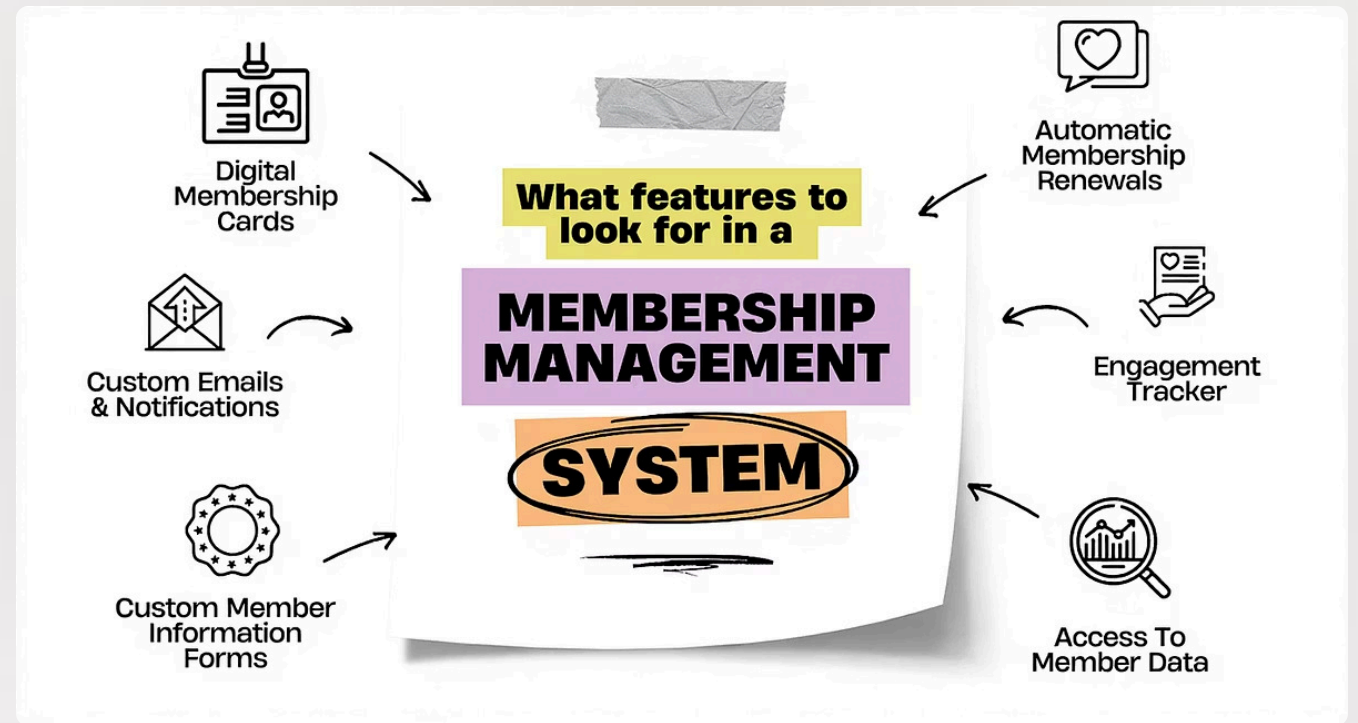 What features to
look for in a
MEMBERSHIP
MANAGEMENT
SYSTEM
Digital
Membership
Cards
Custom Emails
& Notifications
Custom Member
Information
Forms
Automatic
Membership
Renewals
Engagement
Tracker
Access To
Member Data